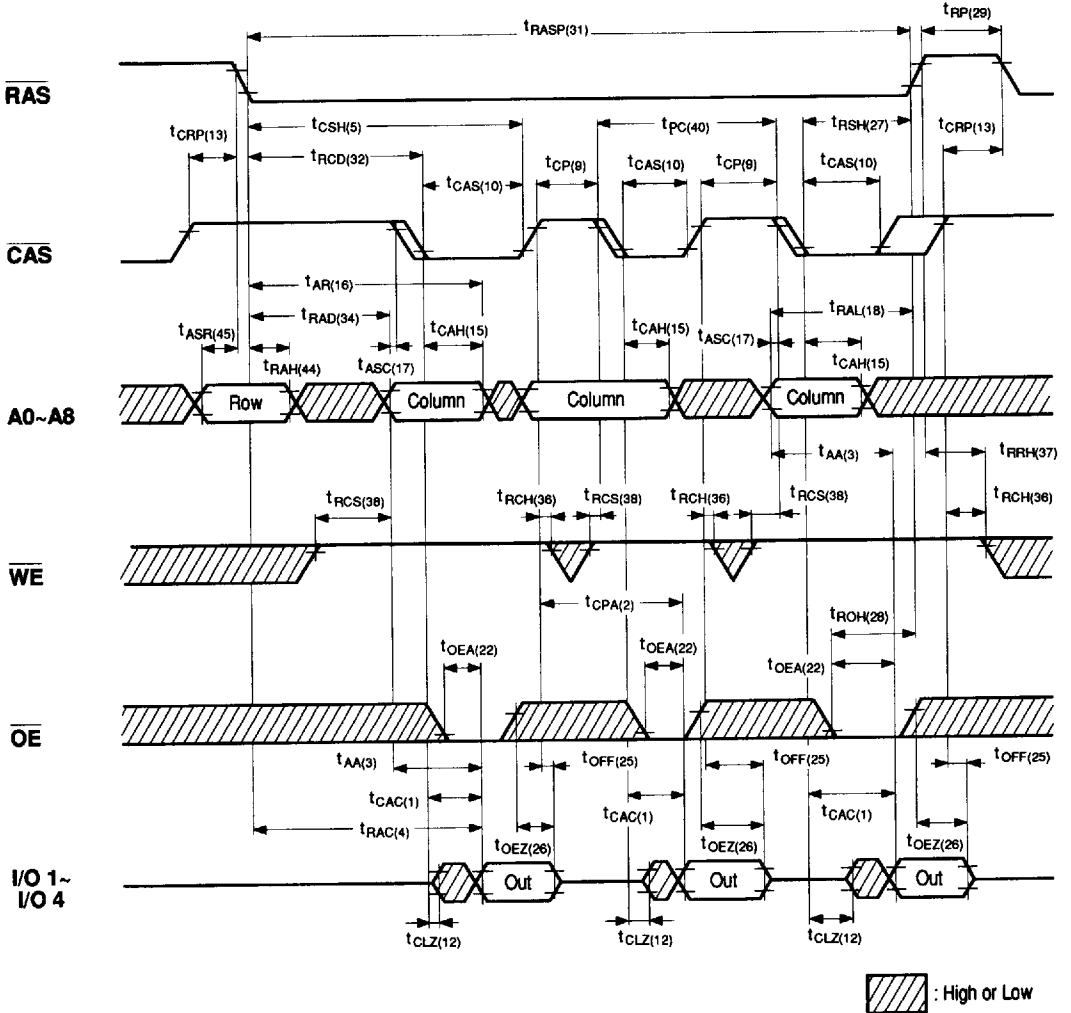 tRP(29)
tRASP(31)
RAS
tCSH(5)
tPC(40)
tRSH(27)
tCRP(13)
tCRP(13)
tRCD(32)
tCP(8)
tCAS(10)
tCP(9)
tCAS(10)
tCAS(10)
CAS
tAR(16)
tRAD(34)
tRAL(18)
tASR(45)
tCAH(15)
tCAH(15)
tASC(17)
tRAH(44)
tASC(17)
tCAH(15)
A0~A8
Row
Column
Column
Column
tAA(3)
tRRH(37)
tRCS(38)
tRCH(36)
tRCS(38)
tRCH(36)
tRCS(38)
tRCH(36)
WE
tCPA(2)
tROH(28)
tOEA(22)
tOEA(22)
tOEA(22)
OE
tAA(3)
tOFF(25)
tOFF(25)
tOFF(25)
tCAC(1)
tCAC(1)
tCAC(1)
tRAC(4)
tOEZ(26)
tOEZ(26)
tOEZ(26)
I/O 1~
I/O 4
Out
Out
Out
tCLZ(12)
tCLZ(12)
tCLZ(12)
: High or Low